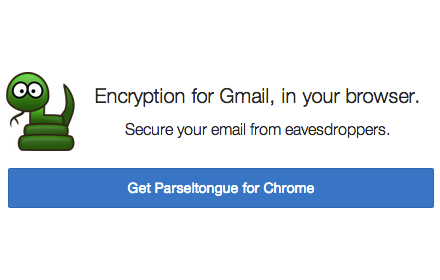 Encryption for Gmail, in your browser.
Secure your email from eavesdroppers.
Get Parseltongue for Chrome